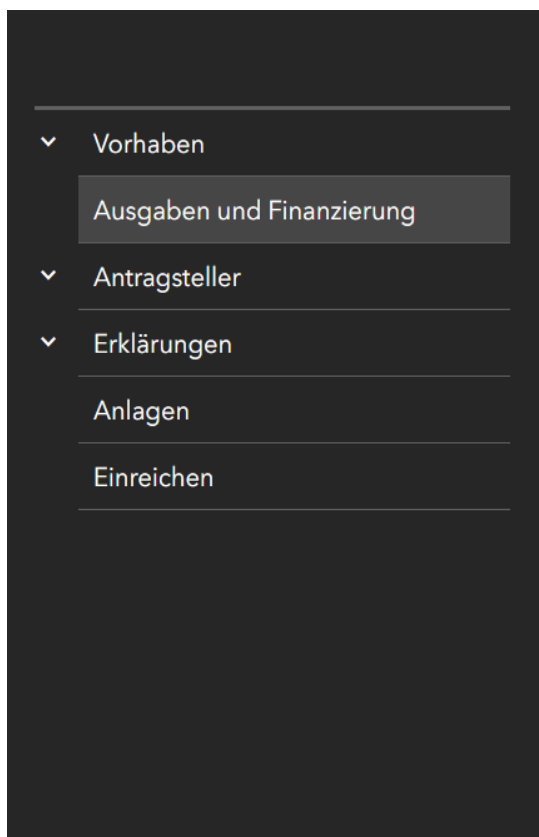 Vorhaben
Ausgaben und Finanzierung
Antragsteller
Erklärungen
Anlagen
Einreichen